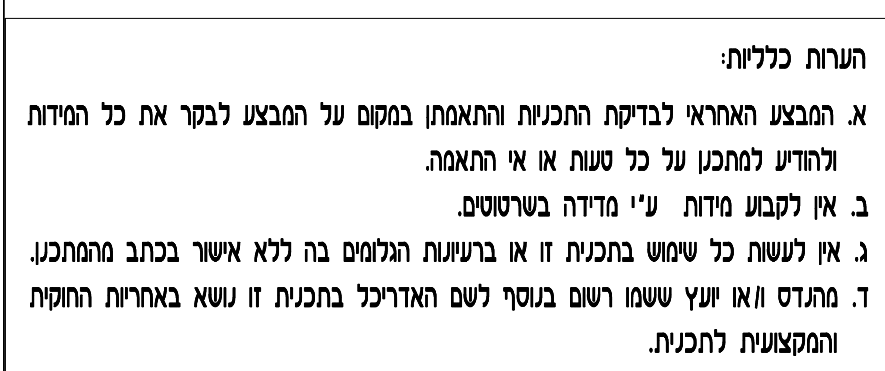 הערות כלליות:
א. המבצע האחראי לבדיקת התכניות והתאמתן במקום על המבצע לבקר את כל המידות
ולהודיע למתכנן על כל טעות או אי התאמה.
ב. אין לקבוע מידות ע"י מדידה בשרטוטים.
ג. אין לעשות כל שימוש בתכנית זו או ברעיונות הגלומים בה ללא אישור בכתב מהמתכנן.
ד. מהנדס ו/או יועץ ששמו רשום בנוסף לשם האדריכל בתכנית זו נושא באחריות החוקית
והמקצועית לתכנית.